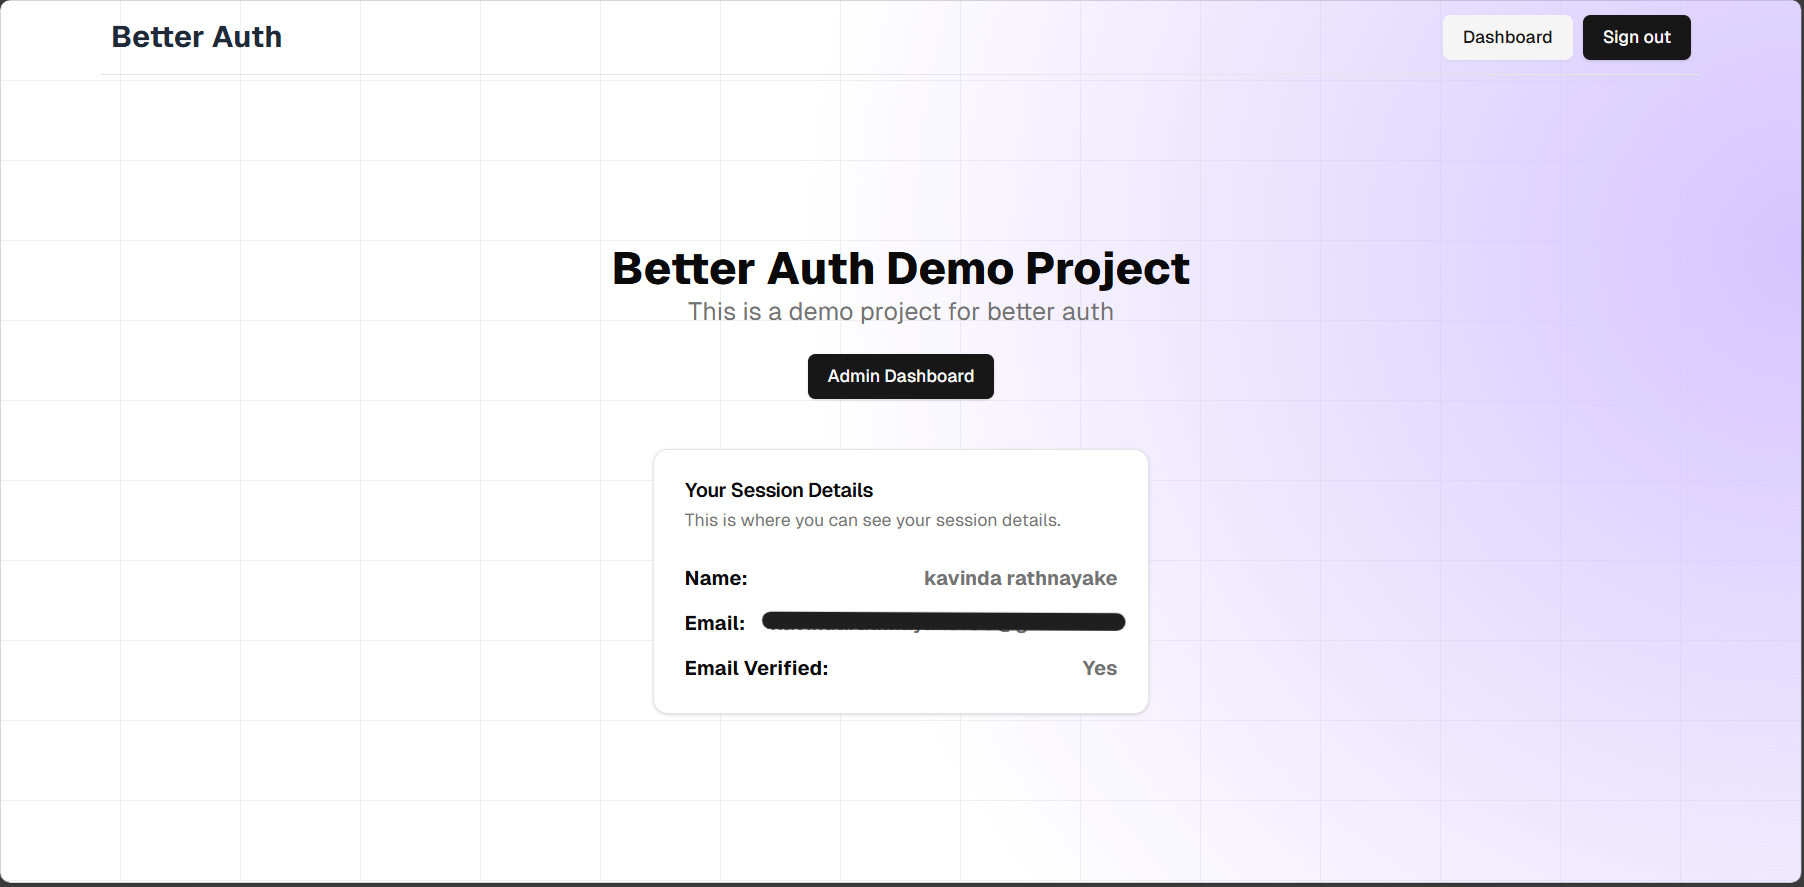 Better Auth
Dashboard
Sign out
Better Auth Demo Project
This is a demo project for better auth
Admin Dashboard
Your Session Details
This is where you can see your session details.
Name: kavinda rathnayake
Email:
Email Verified: Yes